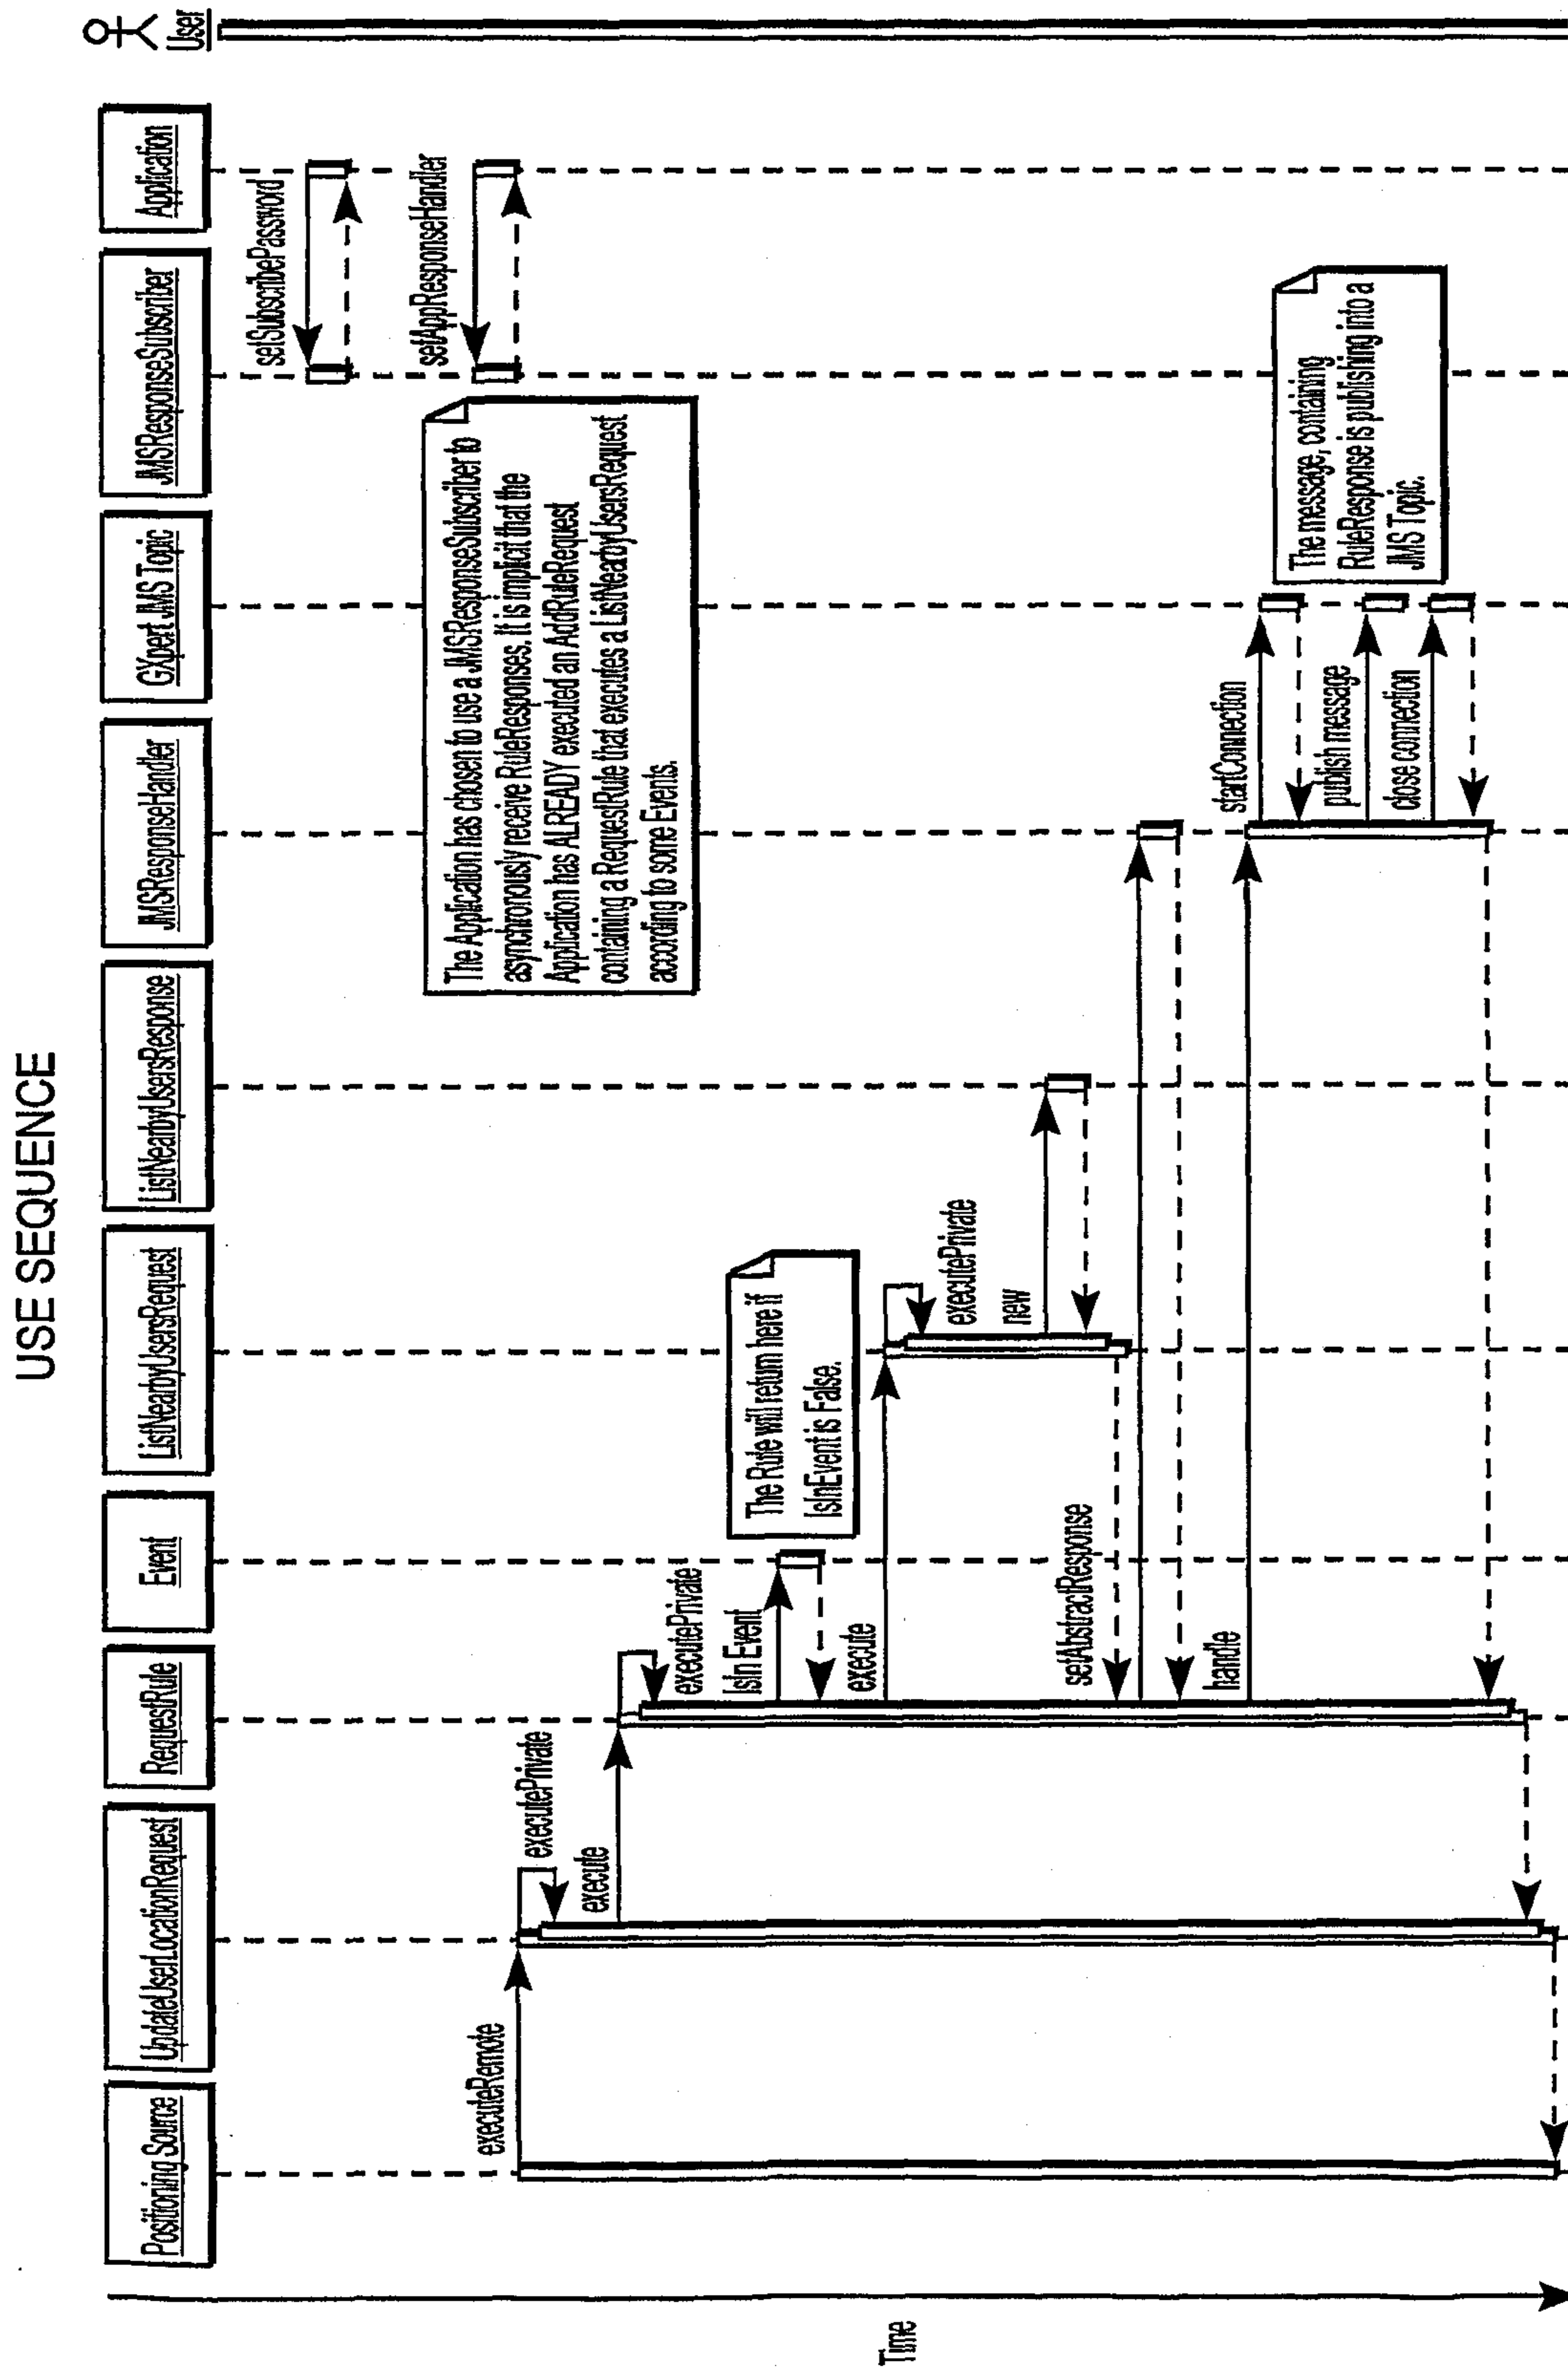 USE SEQUENCE
Positioning Source
UpdateUserLocationRequest
RequestRule
Event
ListNearbyUsersRequest
ListNearbyUsersResponse
JMSResponseHandler
GXpert JMS Topic
JMSResponseSubscriber
Application
User
setSubscribePassword
setAppResponseHandler
The Application has chosen to use a JMSResponseSubscriber to
asynchronously receive RuleResponses. It is implicit that the
Application has ALREADY executed an AddRuleRequest
containing a RequestRule that executes a ListNearbyUsersRequest
according to some Events.
executeRemote
executePrivate
execute
executePrivate
IsIn Event
The Rule will return here if
IsInEvent is False.
execute
executePrivate
new
setAbstractResponse
handle
startConnection
publish message
close connection
The message, containing
RuleResponse is publishing into a
JMS Topic.
Time